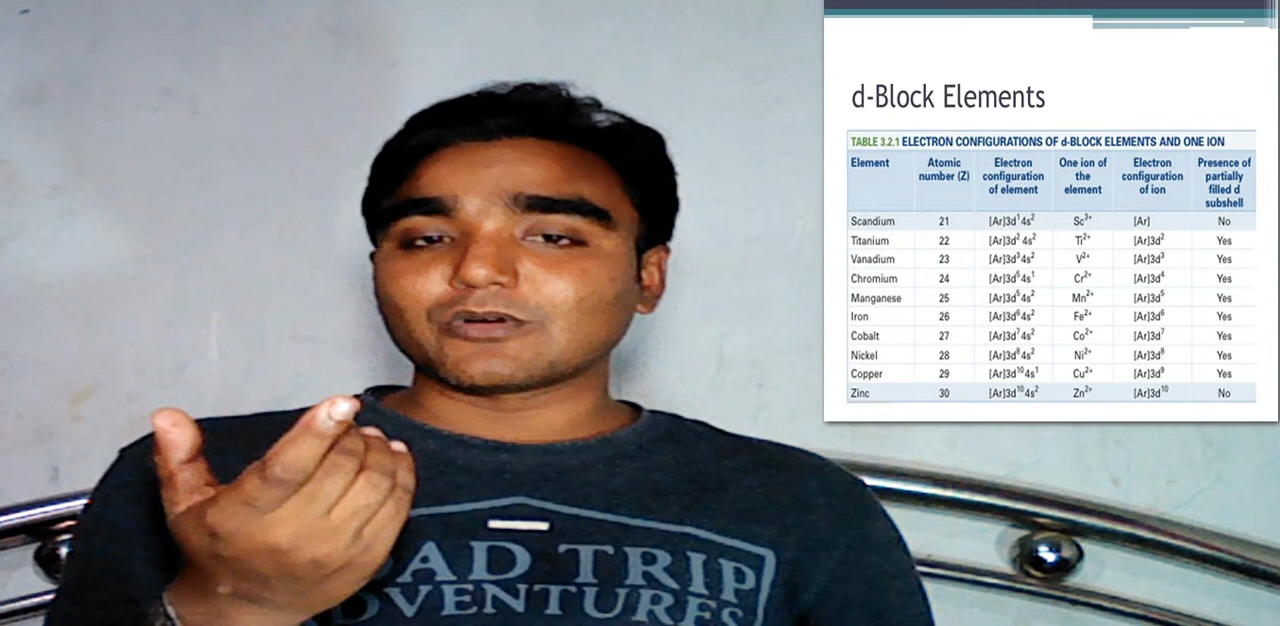 d-Block Elements
TABLE 3.2.1 ELECTRON CONFIGURATIONS OF d-BLOCK ELEMENTS AND ONE ION
Element | Atomic number (Z) | Electron configuration of element | One ion of the element | Electron configuration of ion | Presence of partially filled d subshell
Scandium 21 [Ar]3d¹4s² Sc³⁺ [Ar] No
Titanium 22 [Ar]3d² 4s² Ti²⁺ [Ar]3d² Yes
Vanadium 23 [Ar]3d³4s² V²⁺ [Ar]3d³ Yes
Chromium 24 [Ar]3d⁵4s¹ Cr²⁺ [Ar]3d⁴ Yes
Manganese 25 [Ar]3d⁵4s² Mn²⁺ [Ar]3d⁵ Yes
Iron 26 [Ar]3d⁶4s² Fe²⁺ [Ar]3d⁶ Yes
Cobalt 27 [Ar]3d⁷4s² Co²⁺ [Ar]3d⁷ Yes
Nickel 28 [Ar]3d⁸4s² Ni²⁺ [Ar]3d⁸ Yes
Copper 29 [Ar]3d¹⁰4s¹ Cu²⁺ [Ar]3d⁹ Yes
Zinc 30 [Ar]3d¹⁰4s² Zn²⁺ [Ar]3d¹⁰ No
AD TRIP
DVENTURES